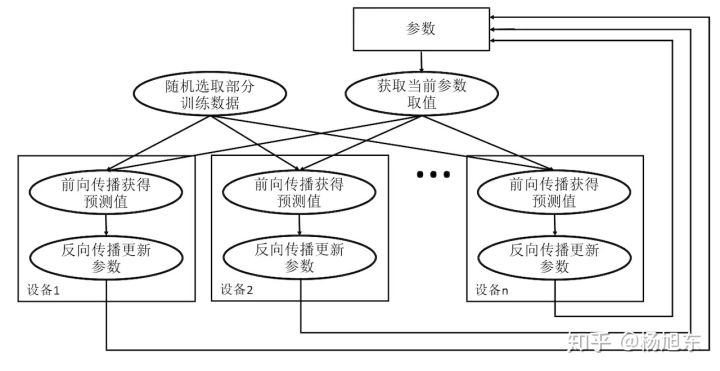 参数
随机选取部分
训练数据
获取当前参数
取值
前向传播获得
预测值
反向传播更新
参数
设备1
前向传播获得
预测值
反向传播更新
参数
设备2
前向传播获得
预测值
反向传播更新
参数
设备n
知乎 @杨旭东